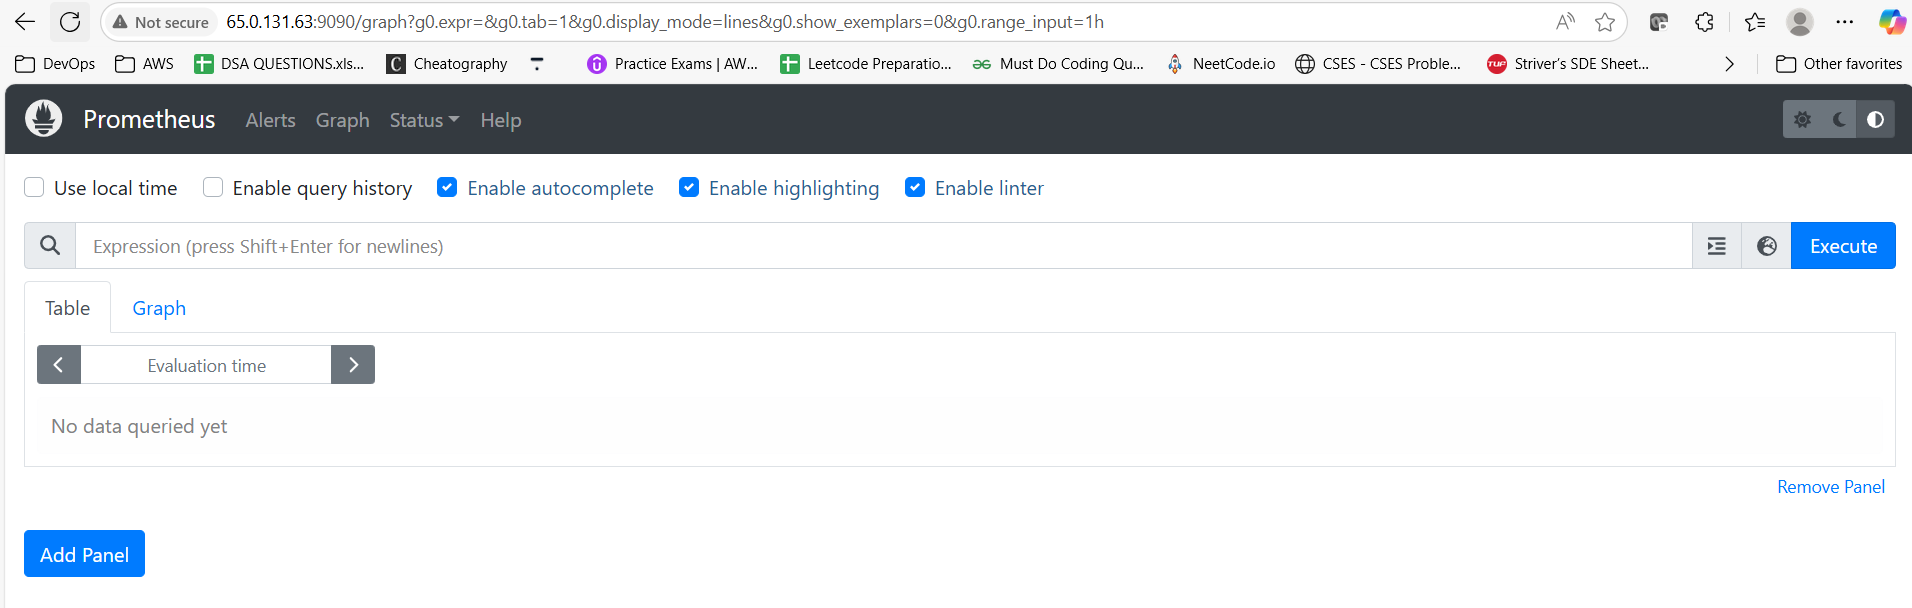 Not secure 65.0.131.63:9090/graph?g0.expr=&g0.tab=1&g0.display_mode=lines&g0.show_exemplars=0&g0.range_input=1h
DevOps AWS DSA QUESTIONS.xls... Cheatography Practice Exams | AW... Leetcode Preparatio... Must Do Coding Qu... NeetCode.io CSES - CSES Proble... Striver's SDE Sheet... Other favorites
Prometheus Alerts Graph Status Help
Use local time Enable query history Enable autocomplete Enable highlighting Enable linter
Expression (press Shift+Enter for newlines) Execute
Table Graph
Evaluation time
No data queried yet
Remove Panel
Add Panel